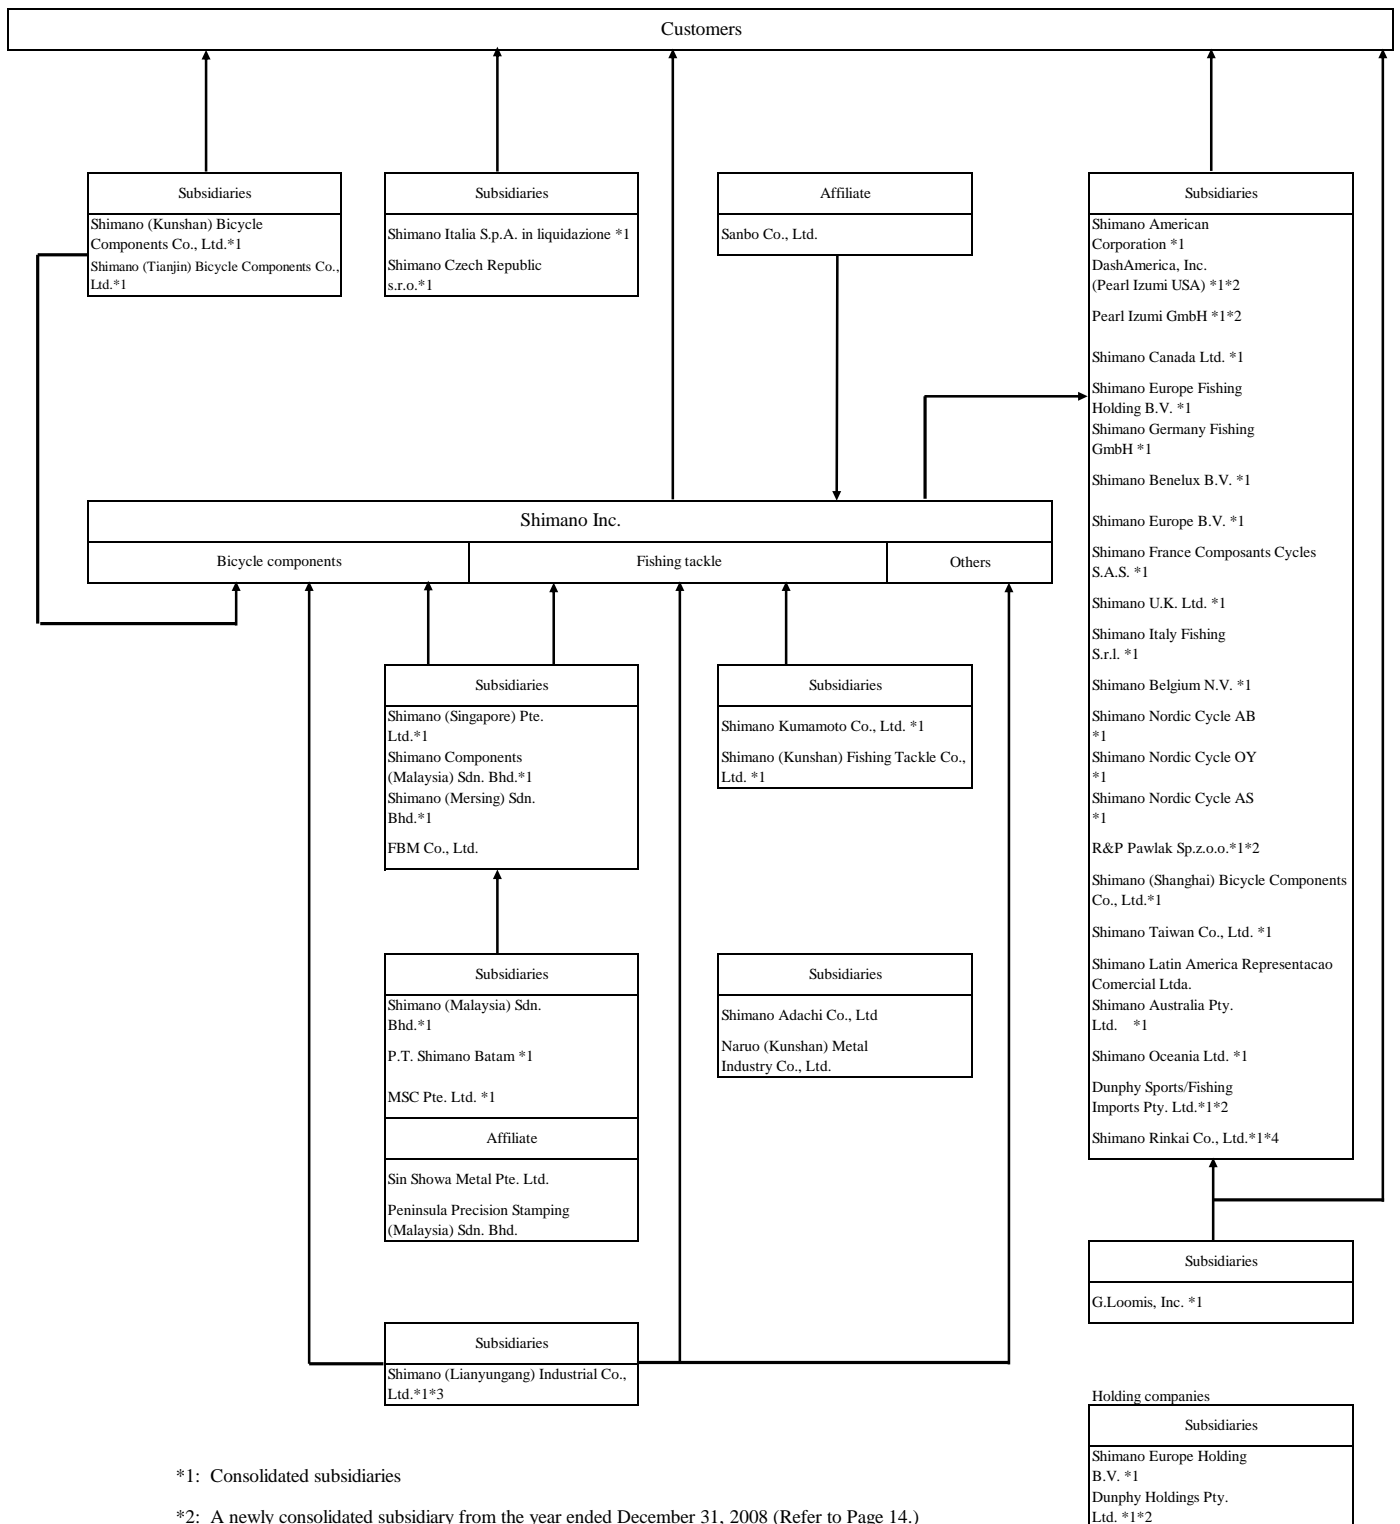 Customers
Subsidiaries
Shimano (Kunshan) Bicycle
Components Co., Ltd.*1
Shimano (Tianjin) Bicycle Components Co.,
Ltd.*1
Subsidiaries
Shimano Italia S.p.A. in liquidazione *1
Shimano Czech Republic
s.r.o.*1
Affiliate
Sanbo Co., Ltd.
Subsidiaries
Shimano American
Corporation *1
DashAmerica, Inc.
(Pearl Izumi USA) *1*2
Pearl Izumi GmbH *1*2
Shimano Canada Ltd. *1
Shimano Europe Fishing
Holding B.V. *1
Shimano Germany Fishing
GmbH *1
Shimano Benelux B.V. *1
Shimano Europe B.V. *1
Shimano France Composants Cycles
S.A.S. *1
Shimano U.K. Ltd. *1
Shimano Italy Fishing
S.r.l. *1
Shimano Belgium N.V. *1
Shimano Nordic Cycle AB
*1
Shimano Nordic Cycle OY
*1
Shimano Nordic Cycle AS
*1
R&P Pawlak Sp.z.o.o.*1*2
Shimano (Shanghai) Bicycle Components
Co., Ltd.*1
Shimano Taiwan Co., Ltd. *1
Shimano Latin America Representacao
Comercial Ltda.
Shimano Australia Pty.
Ltd. *1
Shimano Oceania Ltd. *1
Dunphy Sports/Fishing
Imports Pty. Ltd.*1*2
Shimano Rinkai Co., Ltd.*1*4
Shimano Inc.
Bicycle components
Fishing tackle
Others
Subsidiaries
Shimano (Singapore) Pte.
Ltd.*1
Shimano Components
(Malaysia) Sdn. Bhd.*1
Shimano (Mersing) Sdn.
Bhd.*1
FBM Co., Ltd.
Subsidiaries
Shimano Kumamoto Co., Ltd. *1
Shimano (Kunshan) Fishing Tackle Co.,
Ltd. *1
Subsidiaries
Shimano (Malaysia) Sdn.
Bhd.*1
P.T. Shimano Batam *1
MSC Pte. Ltd. *1
Affiliate
Sin Showa Metal Pte. Ltd.
Peninsula Precision Stamping
(Malaysia) Sdn. Bhd.
Subsidiaries
Shimano Adachi Co., Ltd
Naruo (Kunshan) Metal
Industry Co., Ltd.
Subsidiaries
G.Loomis, Inc. *1
Subsidiaries
Shimano (Lianyungang) Industrial Co.,
Ltd.*1*3
Holding companies
Subsidiaries
Shimano Europe Holding
B.V. *1
Dunphy Holdings Pty.
Ltd. *1*2
*1: Consolidated subsidiaries
*2: A newly consolidated subsidiary from the year ended December 31, 2008 (Refer to Page 14.)